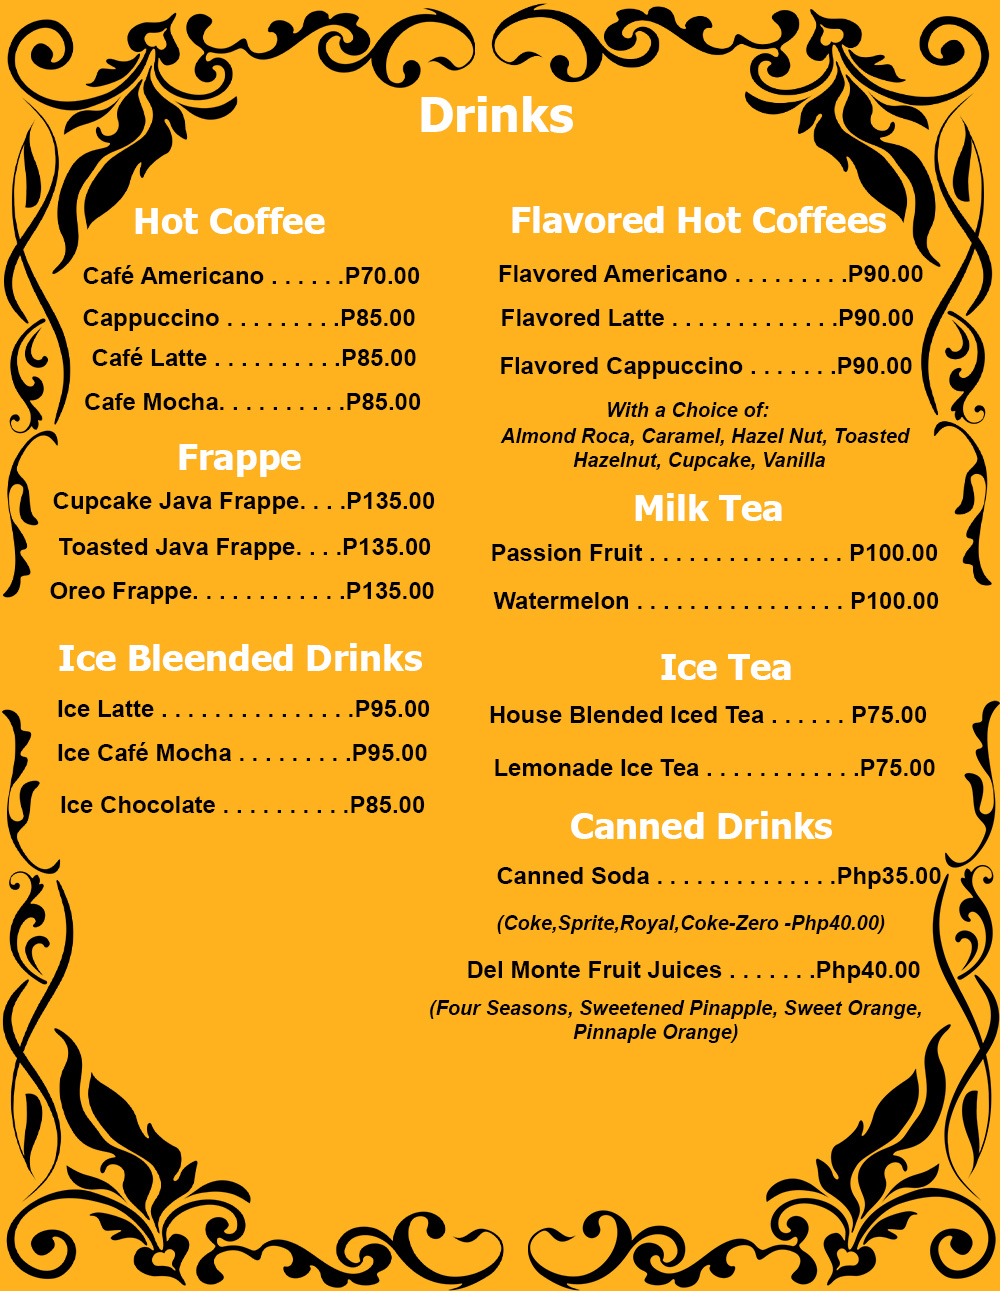 Drinks
Hot Coffee
Café Americano . . . . . .P70.00
Cappuccino . . . . . . . . .P85.00
Café Latte . . . . . . . . . .P85.00
Cafe Mocha. . . . . . . . . .P85.00
Frappe
Cupcake Java Frappe. . . .P135.00
Toasted Java Frappe. . . .P135.00
Oreo Frappe. . . . . . . . . . . .P135.00
Ice Bleended Drinks
Ice Latte . . . . . . . . . . . . . . .P95.00
Ice Café Mocha . . . . . . . . .P95.00
Ice Chocolate . . . . . . . . . .P85.00
Flavored Hot Coffees
Flavored Americano . . . . . . . . .P90.00
Flavored Latte . . . . . . . . . . . . .P90.00
Flavored Cappuccino . . . . . . .P90.00
With a Choice of:
Almond Roca, Caramel, Hazel Nut, Toasted
Hazelnut, Cupcake, Vanilla
Milk Tea
Passion Fruit . . . . . . . . . . . . . . . P100.00
Watermelon . . . . . . . . . . . . . . . . P100.00
Ice Tea
House Blended Iced Tea . . . . . . P75.00
Lemonade Ice Tea . . . . . . . . . . . .P75.00
Canned Drinks
Canned Soda . . . . . . . . . . . . . .Php35.00
(Coke,Sprite,Royal,Coke-Zero -Php40.00)
Del Monte Fruit Juices . . . . . . .Php40.00
(Four Seasons, Sweetened Pinapple, Sweet Orange,
Pinnaple Orange)